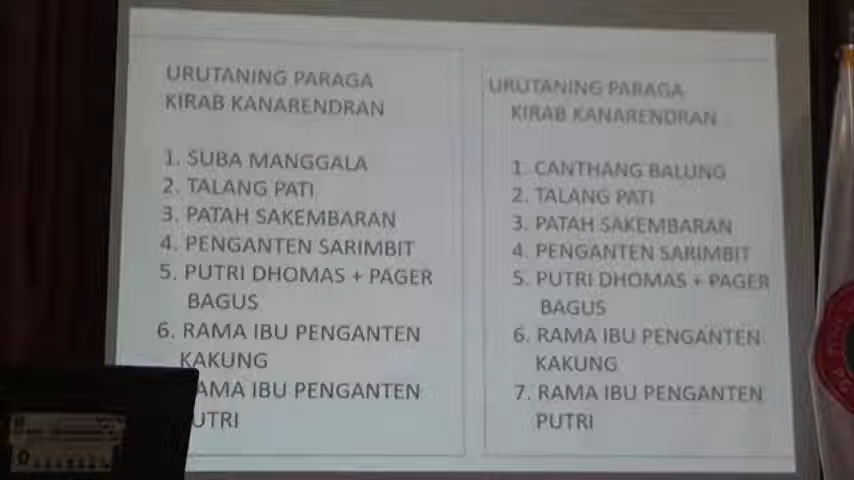 URUTANING PARAGA
KIRAB KANARENDRAN
1. SUBA MANGGALA
2. TALANG PATI
3. PATAH SAKEMBARAN
4. PENGANTEN SARIMBIT
5. PUTRI DHOMAS + PAGER
BAGUS
6. RAMA IBU PENGANTEN
KAKUNG
AMA IBU PENGANTEN
UTRI
URUTANING PARAGA
KIRAB KANARENDRAN
1. CANTHANG BALUNG
2. TALANG PATI
3. PATAH SAKEMBARAN
4. PENGANTEN SARIMBIT
5. PUTRI DHOMAS + PAGER
BAGUS
6. RAMA IBU PENGANTEN
KAKUNG
7. RAMA IBU PENGANTEN
PUTRI